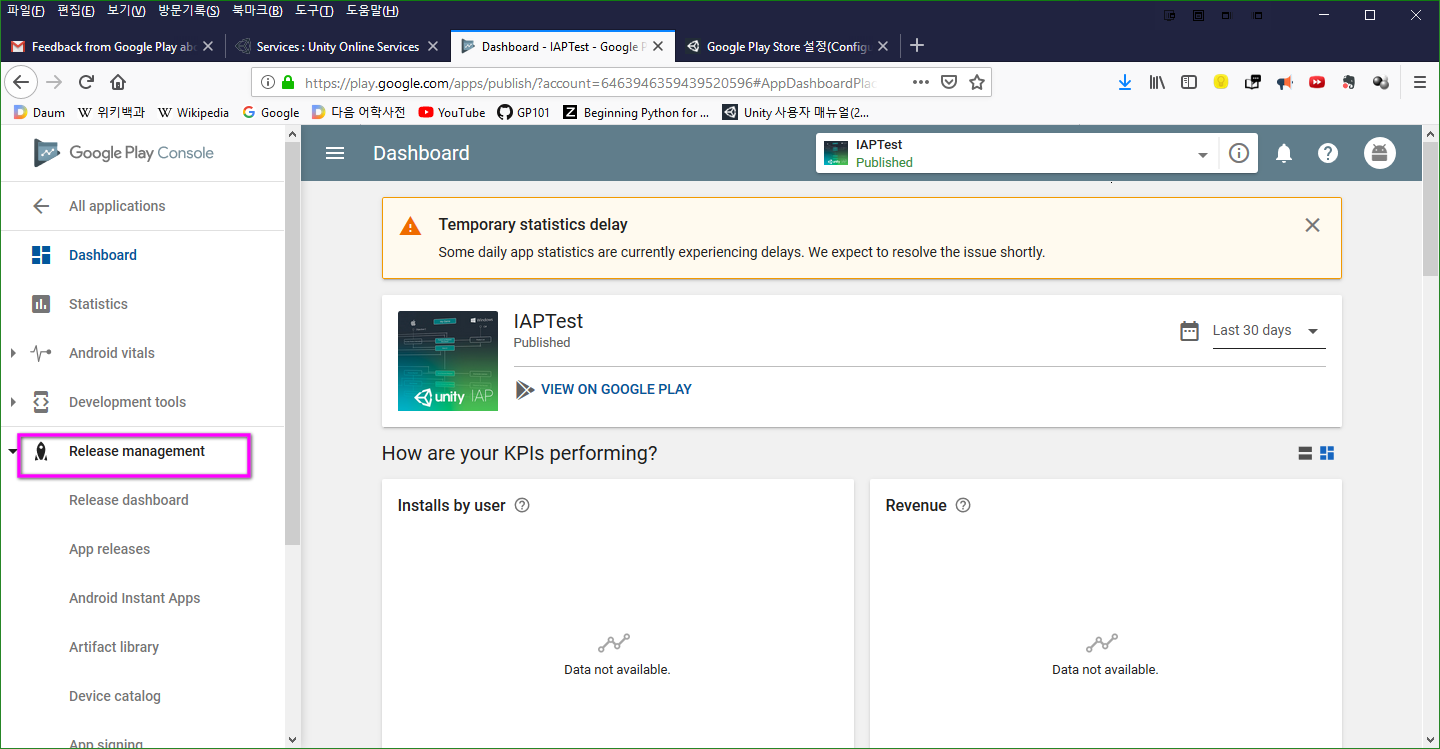 파일(F) 편집(E) 보기(V) 방문기록(S) 북마크(B) 도구(T) 도움말(H)
Feedback from Google Play ab
Services : Unity Online Services
Dashboard - IAPTest - Google P
Google Play Store 설정(Configu
https://play.google.com/apps/publish/?account=6463946359439520596#AppDashboardPlac
Daum
위키백과
Wikipedia
Google
다음 어학사전
YouTube
GP101
Beginning Python for ...
Unity 사용자 매뉴얼(2...
Google Play Console
Dashboard
IAPTest
Published
All applications
Dashboard
Statistics
Android vitals
Development tools
Release management
Release dashboard
App releases
Android Instant Apps
Artifact library
Device catalog
App signing
Temporary statistics delay
Some daily app statistics are currently experiencing delays. We expect to resolve the issue shortly.
unity IAP
IAPTest
Published
Last 30 days
VIEW ON GOOGLE PLAY
How are your KPIs performing?
Installs by user
Data not available.
Revenue
Data not available.